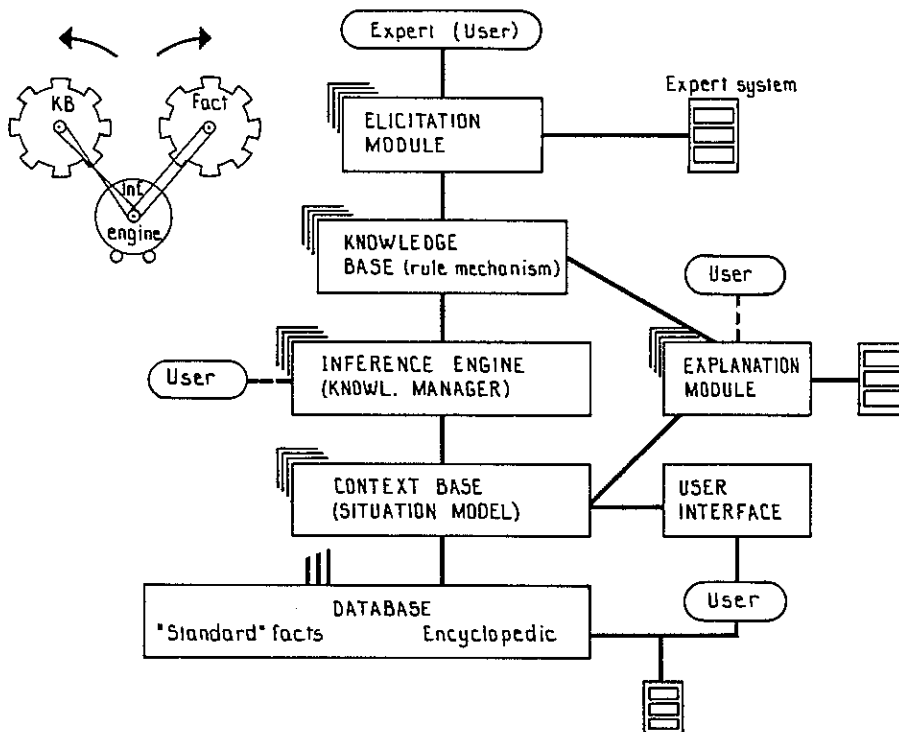 Expert (User)
KB
Fact
Inf.
engine
ELICITATION
MODULE
Expert system
KNOWLEDGE
BASE (rule mechanism)
User
INFERENCE ENGINE
(KNOWL. MANAGER)
User
EXPLANATION
MODULE
CONTEXT BASE
(SITUATION MODEL)
USER
INTERFACE
User
DATABASE
"Standard" facts Encyclopedic